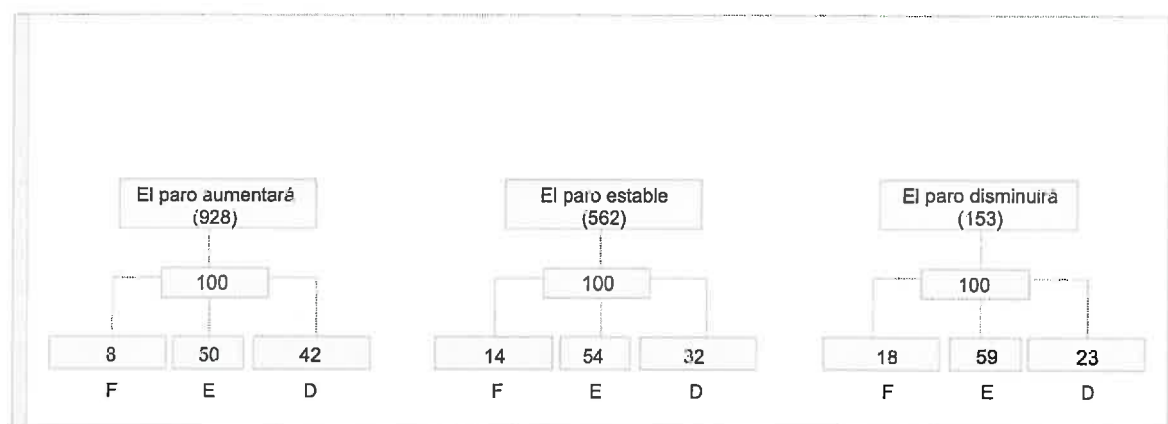 El paro aumentará
(928)
El paro estable
(562)
El paro disminuirá
(153)
100
100
100
8 50 42
14 54 32
18 59 23
F E D
F E D
F E D